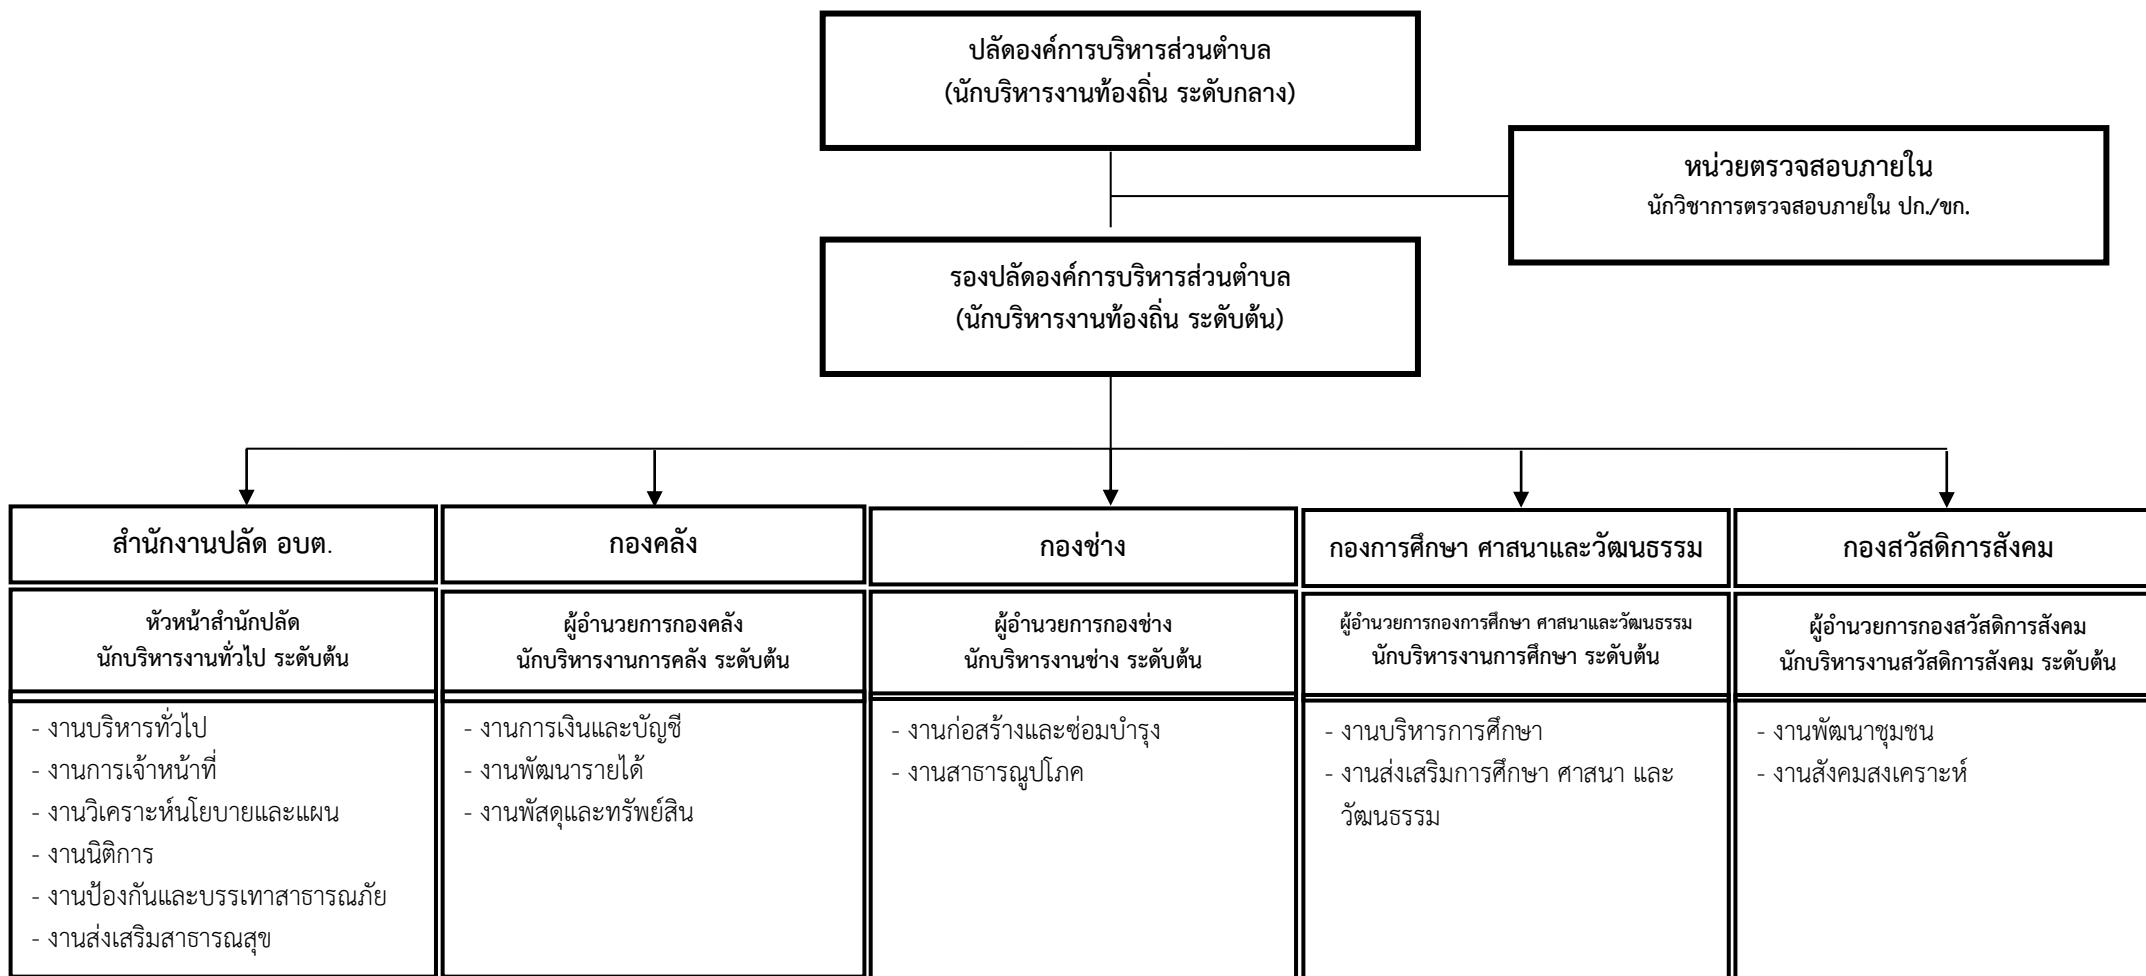 ปลัดองค์การบริหารส่วนตำบล
(นักบริหารงานท้องถิ่น ระดับกลาง)
หน่วยตรวจสอบภายใน
นักวิชาการตรวจสอบภายใน ปก./ชก.
รองปลัดองค์การบริหารส่วนตำบล
(นักบริหารงานท้องถิ่น ระดับต้น)
สำนักงานปลัด อบต.
หัวหน้าสำนักปลัด
นักบริหารงานทั่วไป ระดับต้น
- งานบริหารทั่วไป
- งานการเจ้าหน้าที่
- งานวิเคราะห์นโยบายและแผน
- งานนิติการ
- งานป้องกันและบรรเทาสาธารณภัย
- งานส่งเสริมสาธารณสุข
กองคลัง
ผู้อำนวยการกองคลัง
นักบริหารงานการคลัง ระดับต้น
- งานการเงินและบัญชี
- งานพัฒนารายได้
- งานพัสดุและทรัพย์สิน
กองช่าง
ผู้อำนวยการกองช่าง
นักบริหารงานช่าง ระดับต้น
- งานก่อสร้างและซ่อมบำรุง
- งานสาธารณูปโภค
กองการศึกษา ศาสนาและวัฒนธรรม
ผู้อำนวยการกองการศึกษา ศาสนาและวัฒนธรรม
นักบริหารงานการศึกษา ระดับต้น
- งานบริหารการศึกษา
- งานส่งเสริมการศึกษา ศาสนา และ
วัฒนธรรม
กองสวัสดิการสังคม
ผู้อำนวยการกองสวัสดิการสังคม
นักบริหารงานสวัสดิการสังคม ระดับต้น
- งานพัฒนาชุมชน
- งานสังคมสงเคราะห์